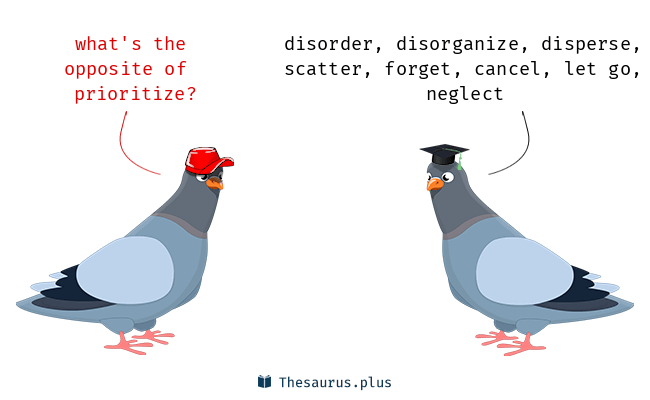 what's the
opposite of
prioritize?
disorder, disorganize, disperse,
scatter, forget, cancel, let go,
neglect
Thesaurus.plus